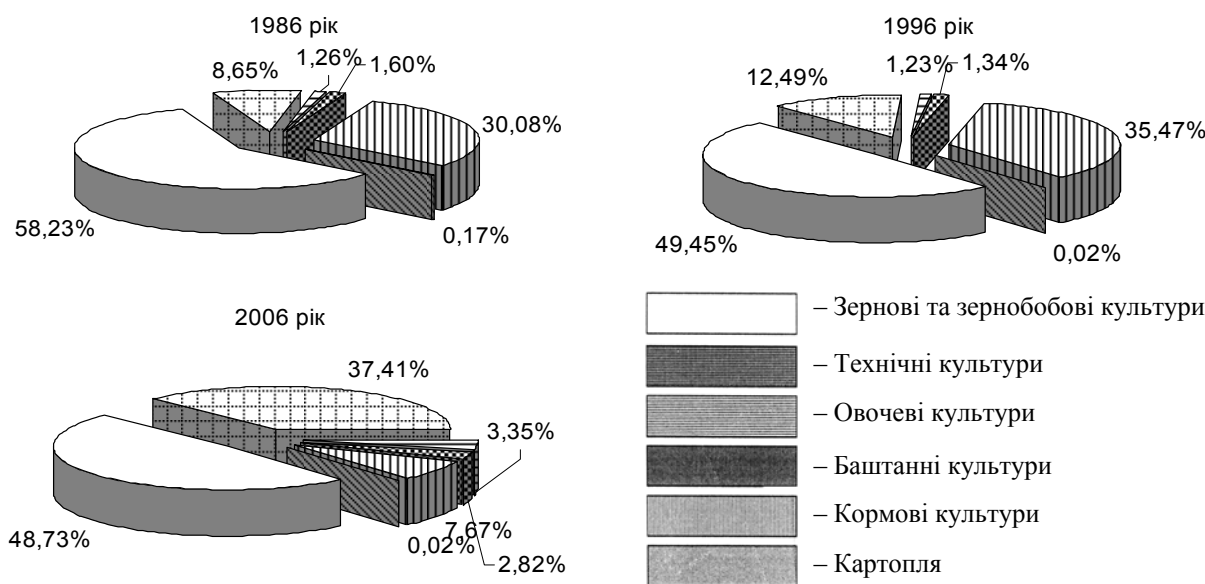 1986 рік
8,65%
1,26%
1,60%
30,08%
58,23%
0,17%
1996 рік
12,49%
1,23%
1,34%
35,47%
49,45%
0,02%
2006 рік
37,41%
3,35%
48,73%
0,02%
7,67%
2,82%
– Зернові та зернобобові культури
– Технічні культури
– Овочеві культури
– Баштанні культури
– Кормові культури
– Картопля